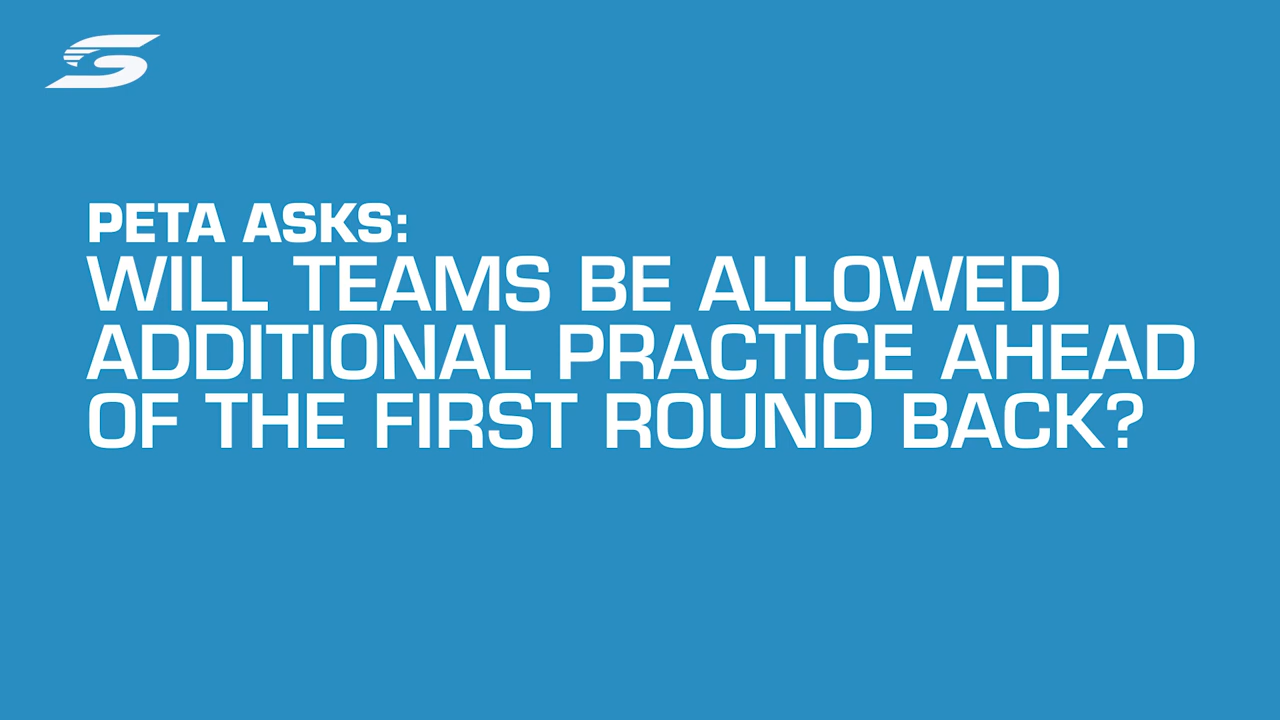 PETA ASKS:
WILL TEAMS BE ALLOWED
ADDITIONAL PRACTICE AHEAD
OF THE FIRST ROUND BACK?